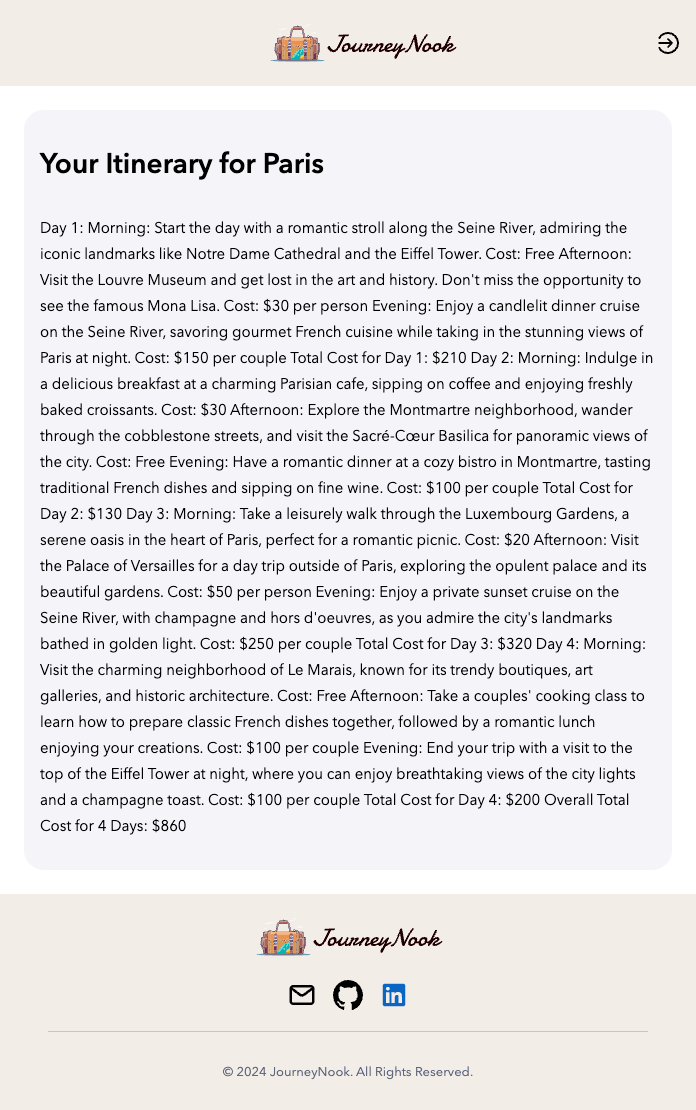 JourneyNook
Your Itinerary for Paris
Day 1: Morning: Start the day with a romantic stroll along the Seine River, admiring the
iconic landmarks like Notre Dame Cathedral and the Eiffel Tower. Cost: Free Afternoon:
Visit the Louvre Museum and get lost in the art and history. Don't miss the opportunity to
see the famous Mona Lisa. Cost: $30 per person Evening: Enjoy a candlelit dinner cruise
on the Seine River, savoring gourmet French cuisine while taking in the stunning views of
Paris at night. Cost: $150 per couple Total Cost for Day 1: $210 Day 2: Morning: Indulge in
a delicious breakfast at a charming Parisian cafe, sipping on coffee and enjoying freshly
baked croissants. Cost: $30 Afternoon: Explore the Montmartre neighborhood, wander
through the cobblestone streets, and visit the Sacré-Cœur Basilica for panoramic views of
the city. Cost: Free Evening: Have a romantic dinner at a cozy bistro in Montmartre, tasting
traditional French dishes and sipping on fine wine. Cost: $100 per couple Total Cost for
Day 2: $130 Day 3: Morning: Take a leisurely walk through the Luxembourg Gardens, a
serene oasis in the heart of Paris, perfect for a romantic picnic. Cost: $20 Afternoon: Visit
the Palace of Versailles for a day trip outside of Paris, exploring the opulent palace and its
beautiful gardens. Cost: $50 per person Evening: Enjoy a private sunset cruise on the
Seine River, with champagne and hors d'oeuvres, as you admire the city's landmarks
bathed in golden light. Cost: $250 per couple Total Cost for Day 3: $320 Day 4: Morning:
Visit the charming neighborhood of Le Marais, known for its trendy boutiques, art
galleries, and historic architecture. Cost: Free Afternoon: Take a couples' cooking class to
learn how to prepare classic French dishes together, followed by a romantic lunch
enjoying your creations. Cost: $100 per couple Evening: End your trip with a visit to the
top of the Eiffel Tower at night, where you can enjoy breathtaking views of the city lights
and a champagne toast. Cost: $100 per couple Total Cost for Day 4: $200 Overall Total
Cost for 4 Days: $860
JourneyNook
in
© 2024 JourneyNook. All Rights Reserved.